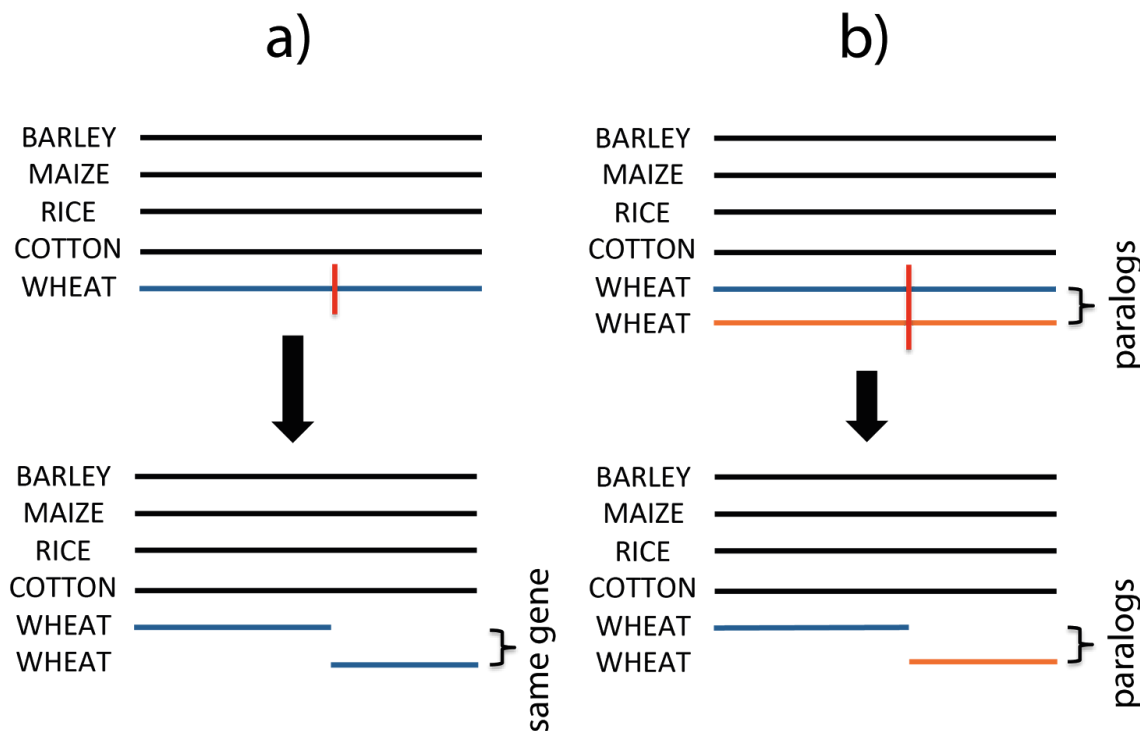 a)
BARLEY
MAIZE
RICE
COTTON
WHEAT
BARLEY
MAIZE
RICE
COTTON
WHEAT
WHEAT
same gene
b)
BARLEY
MAIZE
RICE
COTTON
WHEAT
WHEAT
paralogs
BARLEY
MAIZE
RICE
COTTON
WHEAT
WHEAT
paralogs